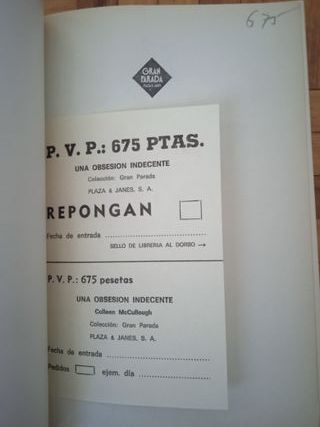 675
GRAN
PARADA
P. V. P.: 675 PTAS.
UNA OBSESION INDECENTE
Colección: Gran Parada
PLAZA & JANES, S. A.
REPONGAN
Fecha de entrada
SELLO DE LIBRERIA AL DORSO →
P. V. P.: 675 pesetas
UNA OBSESION INDECENTE
Colleen McCullough
Colección: Gran Parada
PLAZA & JANES, S. A.
Fecha de entrada
Pedidos ejem. día